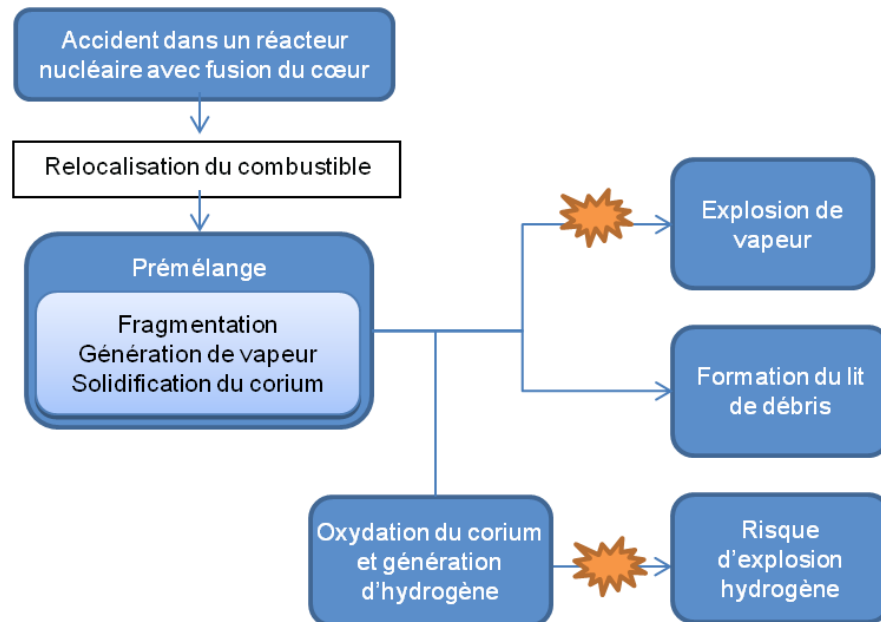 Accident dans un réacteur
nucléaire avec fusion du cœur
Relocalisation du combustible
Prémélange
Fragmentation
Génération de vapeur
Solidification du corium
Explosion de
vapeur
Formation du lit
de débris
Oxydation du corium
et génération
d'hydrogène
Risque
d'explosion
hydrogène